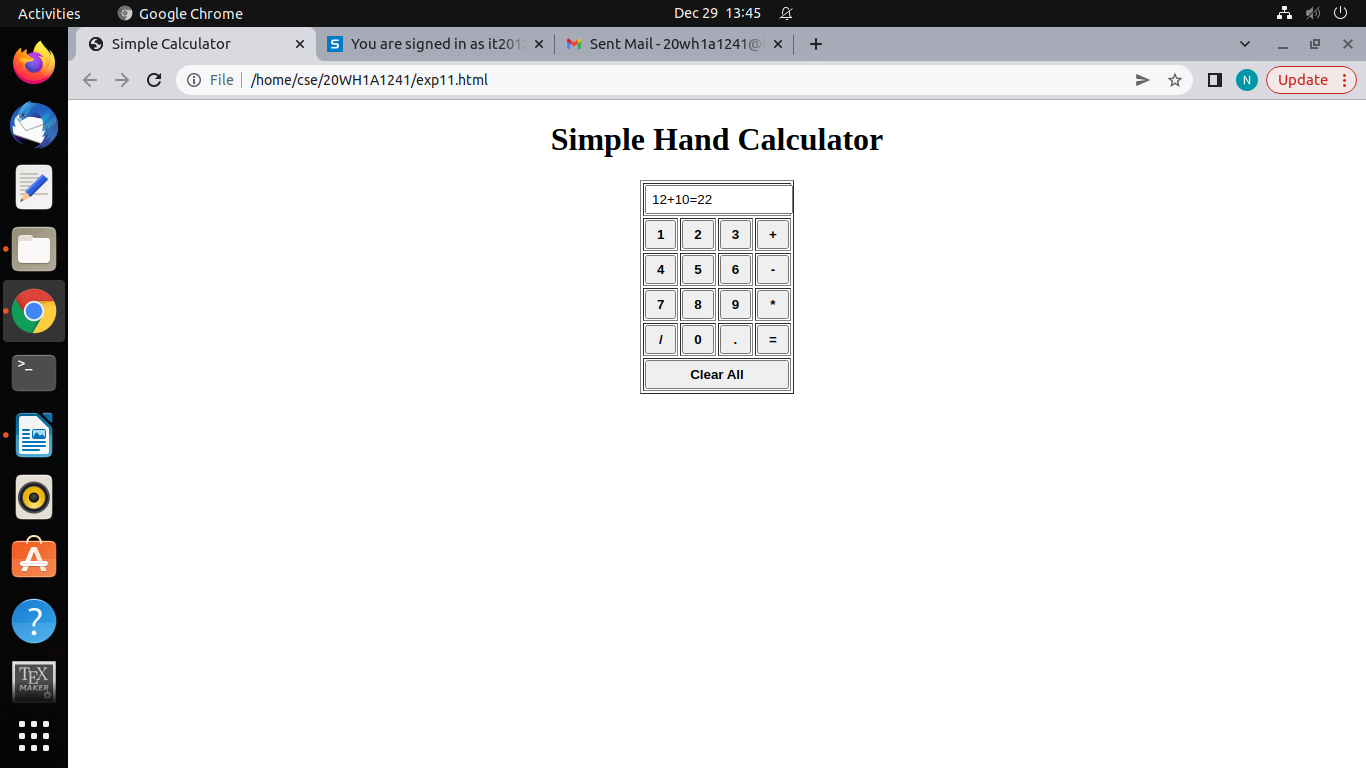 Activities Google Chrome Dec 29 13:45
Simple Calculator You are signed in as it201 Sent Mail - 20wh1a1241@
File /home/cse/20WH1A1241/exp11.html N Update
Simple Hand Calculator
12+10=22
1 2 3 +
4 5 6 -
7 8 9 *
/ 0 . =
Clear All
>_
?
TEX
MAKER